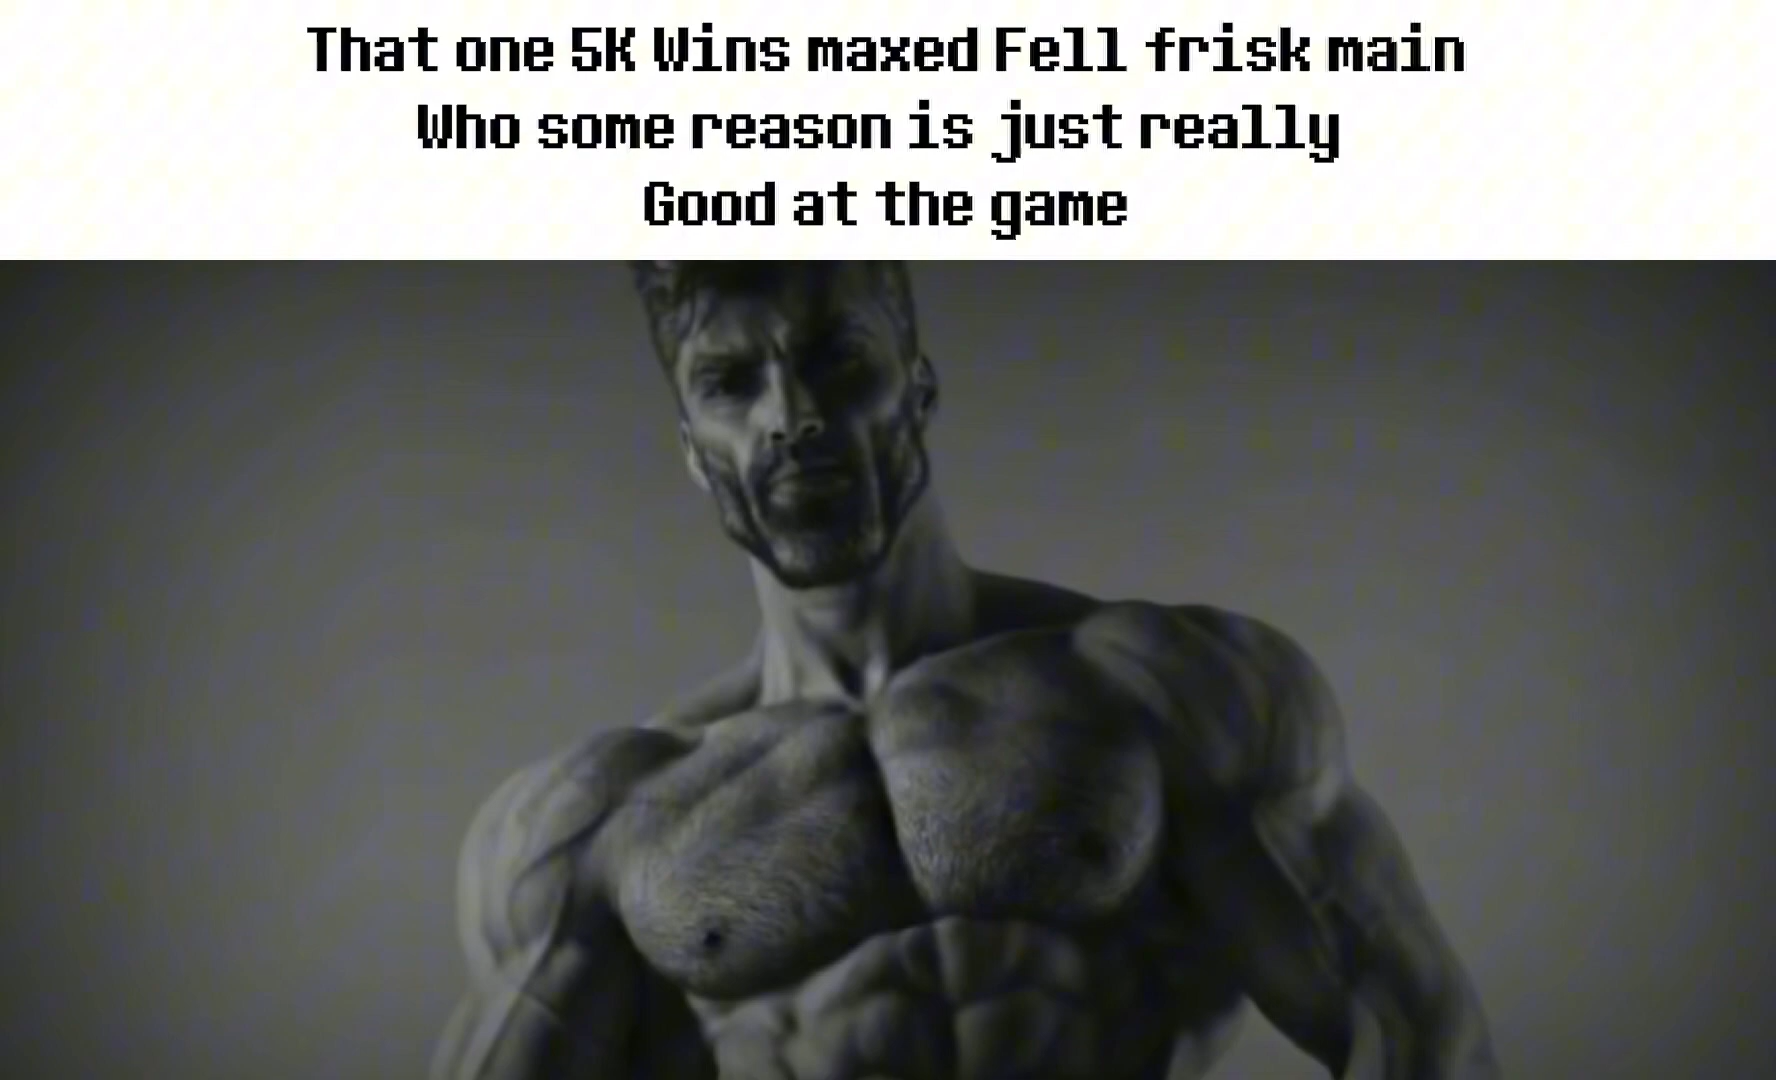 That one 5K Wins maxed Fell frisk main
Who some reason is just really
Good at the game